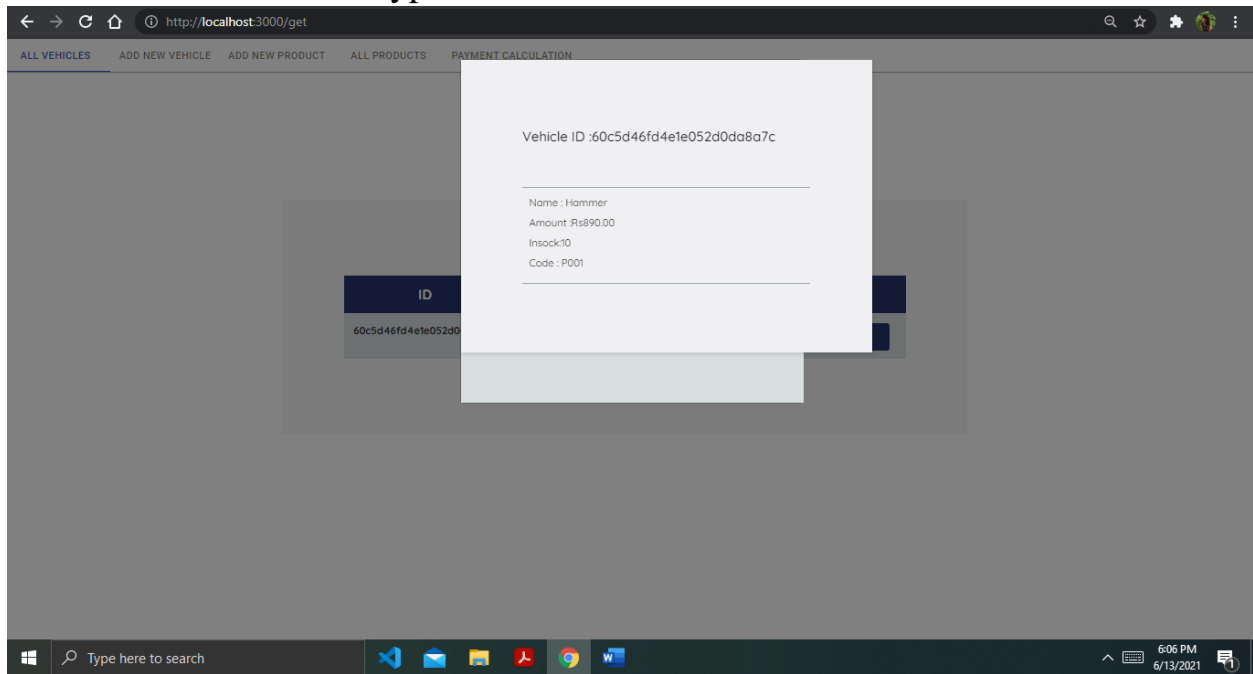 http://localhost:3000/get
ALL VEHICLES ADD NEW VEHICLE ADD NEW PRODUCT ALL PRODUCTS PAYMENT CALCULATION
Vehicle ID :60c5d46fd4e1e052d0da8a7c
Name : Hammer
Amount :Rs890.00
Insock:10
Code : P001
ID
60c5d46fd4e1e052d0
Type here to search
6:06 PM
6/13/2021